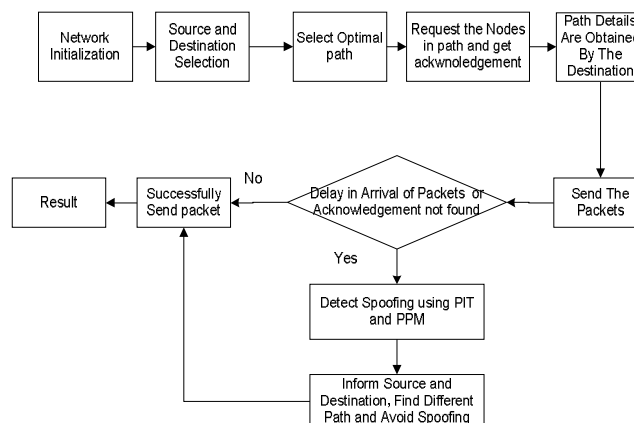 Network
Initialization
Source and
Destination
Selection
Select Optimal
path
Request the Nodes
in path and get
ackwnoledgement
Path Details
Are Obtained
By The
Destination
Send The
Packets
Delay in Arrival of Packets or
Acknowledgement not found
No
Successfully
Send packet
Result
Yes
Detect Spoofing using PIT
and PPM
Inform Source and
Destination, Find Different
Path and Avoid Spoofing